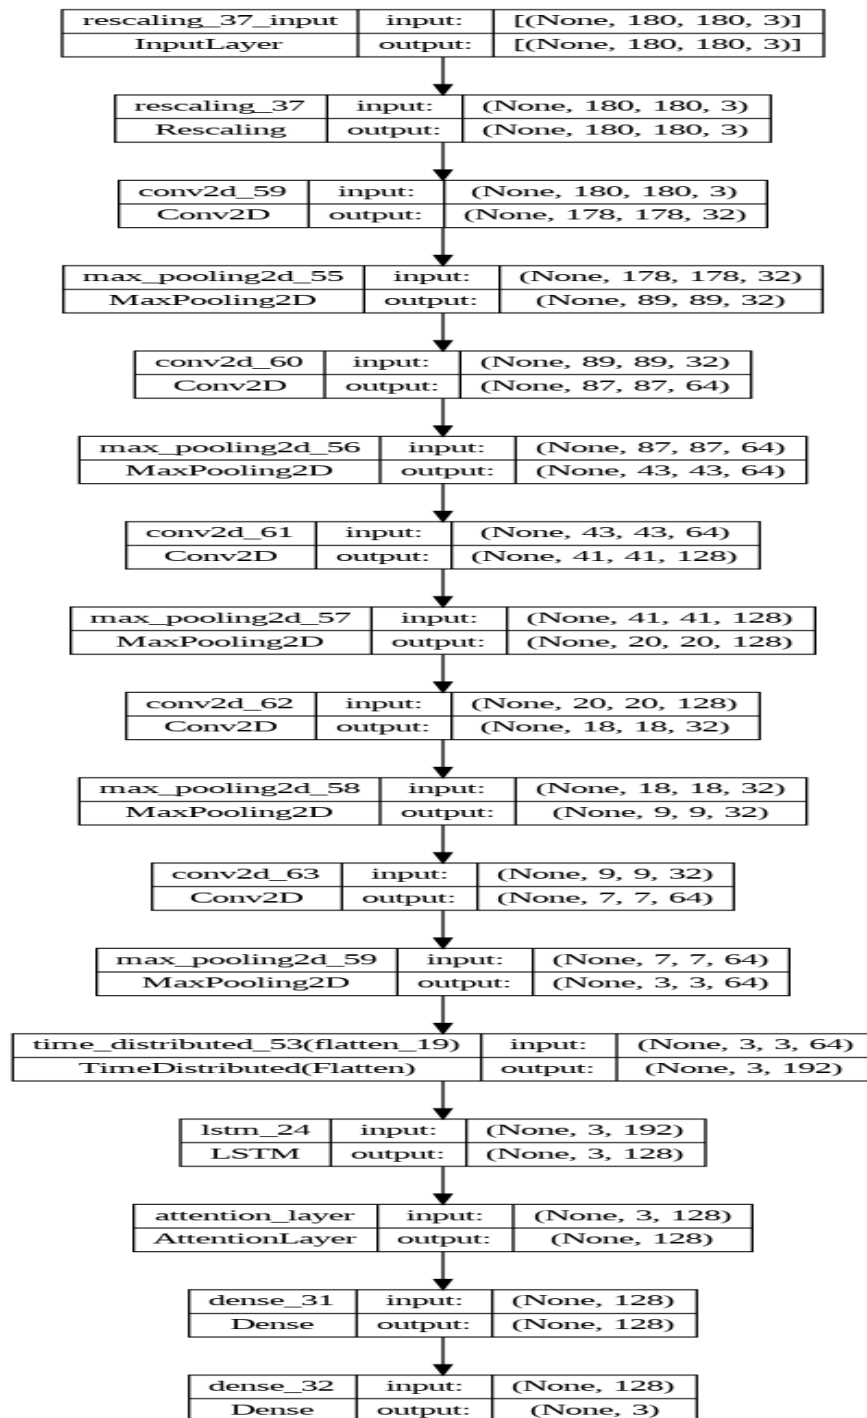 rescaling_37_input input: [(None, 180, 180, 3)]
InputLayer output: [(None, 180, 180, 3)]
rescaling_37 input: (None, 180, 180, 3)
Rescaling output: (None, 180, 180, 3)
conv2d_59 input: (None, 180, 180, 3)
Conv2D output: (None, 178, 178, 32)
max_pooling2d_55 input: (None, 178, 178, 32)
MaxPooling2D output: (None, 89, 89, 32)
conv2d_60 input: (None, 89, 89, 32)
Conv2D output: (None, 87, 87, 64)
max_pooling2d_56 input: (None, 87, 87, 64)
MaxPooling2D output: (None, 43, 43, 64)
conv2d_61 input: (None, 43, 43, 64)
Conv2D output: (None, 41, 41, 128)
max_pooling2d_57 input: (None, 41, 41, 128)
MaxPooling2D output: (None, 20, 20, 128)
conv2d_62 input: (None, 20, 20, 128)
Conv2D output: (None, 18, 18, 32)
max_pooling2d_58 input: (None, 18, 18, 32)
MaxPooling2D output: (None, 9, 9, 32)
conv2d_63 input: (None, 9, 9, 32)
Conv2D output: (None, 7, 7, 64)
max_pooling2d_59 input: (None, 7, 7, 64)
MaxPooling2D output: (None, 3, 3, 64)
time_distributed_53(flatten_19) input: (None, 3, 3, 64)
TimeDistributed(Flatten) output: (None, 3, 192)
lstm_24 input: (None, 3, 192)
LSTM output: (None, 3, 128)
attention_layer input: (None, 3, 128)
AttentionLayer output: (None, 128)
dense_31 input: (None, 128)
Dense output: (None, 128)
dense_32 input: (None, 128)
Dense output: (None, 3)